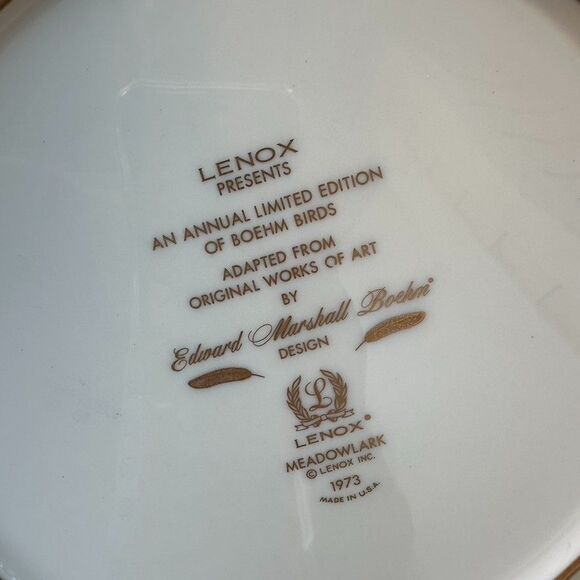 LENOX
PRESENTS
AN ANNUAL LIMITED EDITION
OF BOEHM BIRDS
ADAPTED FROM
ORIGINAL WORKS OF ART
BY
Edward Marshall Boehm®
DESIGN
L
LENOX®
MEADOWLARK
© LENOX INC.
1973
MADE IN U.S.A.